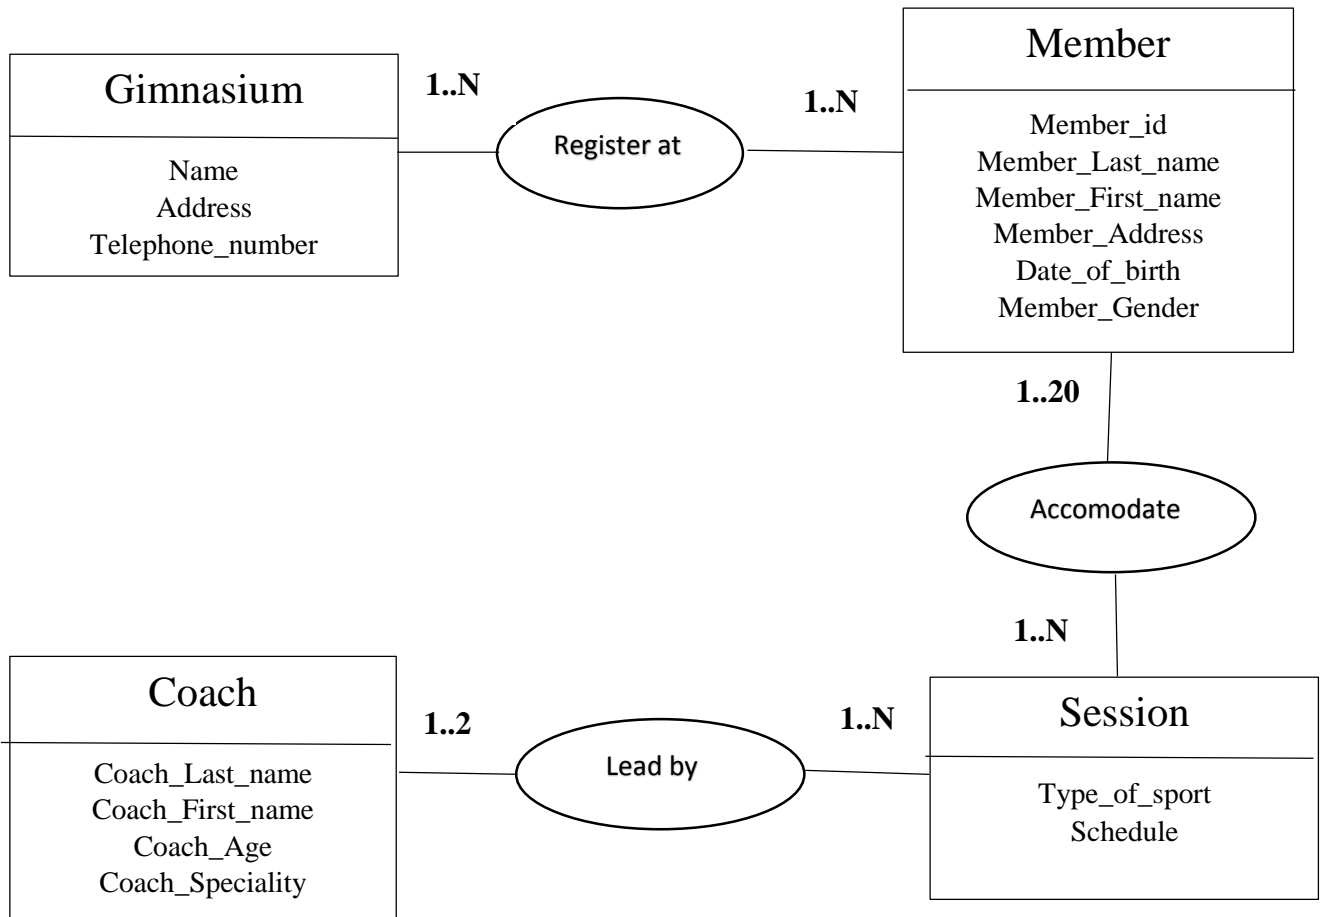 Gimnasium
Name
Address
Telephone_number
1..N
Register at
1..N
Member
Member_id
Member_Last_name
Member_First_name
Member_Address
Date_of_birth
Member_Gender
1..20
Accomodate
1..N
Coach
Coach_Last_name
Coach_First_name
Coach_Age
Coach_Speciality
1..2
Lead by
1..N
Session
Type_of_sport
Schedule